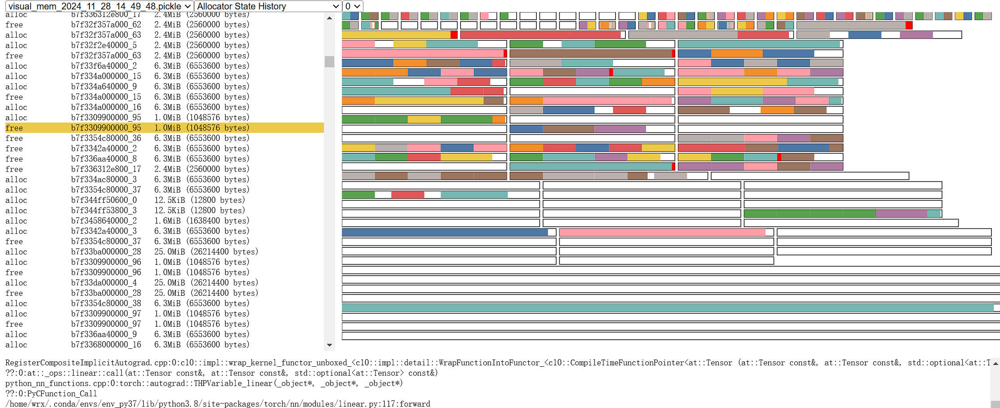 visual_mem_2024_11_28_14_49_48.pickle Allocator State History 0
alloc b7f336312e800_17 2.4MiB (2560000 bytes)
free b7f32f357a000_62 2.4MiB (2560000 bytes)
alloc b7f32f357a000_63 2.4MiB (2560000 bytes)
alloc b7f32f2e40000_5 2.4MiB (2560000 bytes)
free b7f32f357a000_63 2.4MiB (2560000 bytes)
alloc b7f33f6a40000_2 6.3MiB (6553600 bytes)
alloc b7f334a000000_15 6.3MiB (6553600 bytes)
alloc b7f334a640000_9 6.3MiB (6553600 bytes)
free b7f334a000000_15 6.3MiB (6553600 bytes)
alloc b7f334a000000_16 6.3MiB (6553600 bytes)
alloc b7f3309900000_95 1.0MiB (1048576 bytes)
free b7f3309900000_95 1.0MiB (1048576 bytes)
free b7f3354c80000_36 6.3MiB (6553600 bytes)
free b7f3342a40000_2 6.3MiB (6553600 bytes)
free b7f336aa40000_8 6.3MiB (6553600 bytes)
free b7f336312e800_17 2.4MiB (2560000 bytes)
alloc b7f334ac80000_3 6.3MiB (6553600 bytes)
alloc b7f3354c80000_37 6.3MiB (6553600 bytes)
alloc b7f344ff50600_0 12.5KiB (12800 bytes)
alloc b7f344ff53800_3 12.5KiB (12800 bytes)
alloc b7f3458640000_2 1.6MiB (1638400 bytes)
alloc b7f3342a40000_3 6.3MiB (6553600 bytes)
free b7f3354c80000_37 6.3MiB (6553600 bytes)
alloc b7f33ba000000_28 25.0MiB (26214400 bytes)
alloc b7f3309900000_96 1.0MiB (1048576 bytes)
free b7f3309900000_96 1.0MiB (1048576 bytes)
alloc b7f33da000000_4 25.0MiB (26214400 bytes)
free b7f33ba000000_28 25.0MiB (26214400 bytes)
alloc b7f3354c80000_38 6.3MiB (6553600 bytes)
alloc b7f3309900000_97 1.0MiB (1048576 bytes)
free b7f3309900000_97 1.0MiB (1048576 bytes)
alloc b7f336aa40000_9 6.3MiB (6553600 bytes)
alloc b7f3368000000_16 6.3MiB (6553600 bytes)
RegisterCompositeImplicitAutograd.cpp:0:c10::impl::wrap_kernel_functor_unboxed_<c10::impl::detail::WrapFunctionIntoFunctor_<c10::CompileTimeFunctionPointer<at::Tensor (at::Tensor const&, at::Tensor const&, std::optional<at::T
??:0:at::_ops::linear::call(at::Tensor const&, at::Tensor const&, std::optional<at::Tensor> const&)
python_nn_functions.cpp:0:torch::autograd::THPVariable_linear(_object*, _object*, _object*)
??:0:PyCFunction_Call
/home/wrx/.conda/envs/env_py37/lib/python3.8/site-packages/torch/nn/modules/linear.py:117:forward